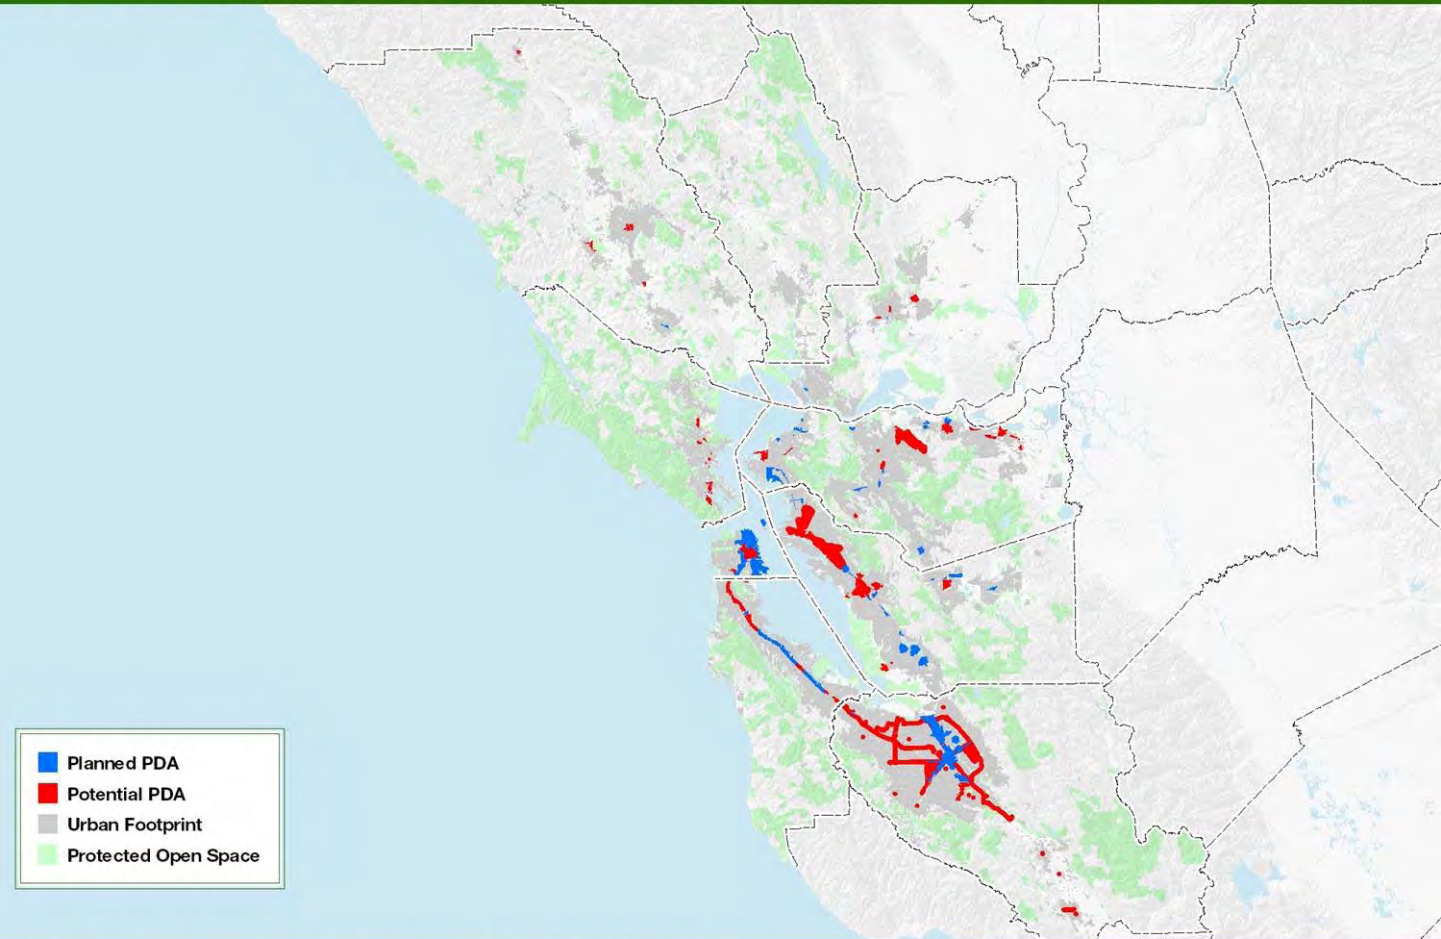 Planned PDA
Potential PDA
Urban Footprint
Protected Open Space